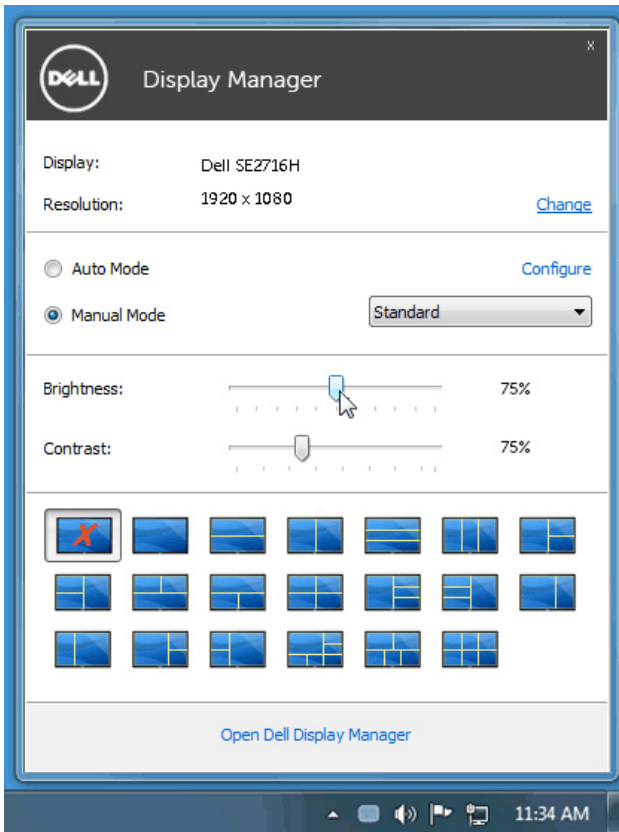 x
DELL
Display Manager
Display: Dell SE2716H
Resolution: 1920 x 1080 Change
Auto Mode Configure
Manual Mode Standard
Brightness: 75%
Contrast: 75%
Open Dell Display Manager
11:34 AM